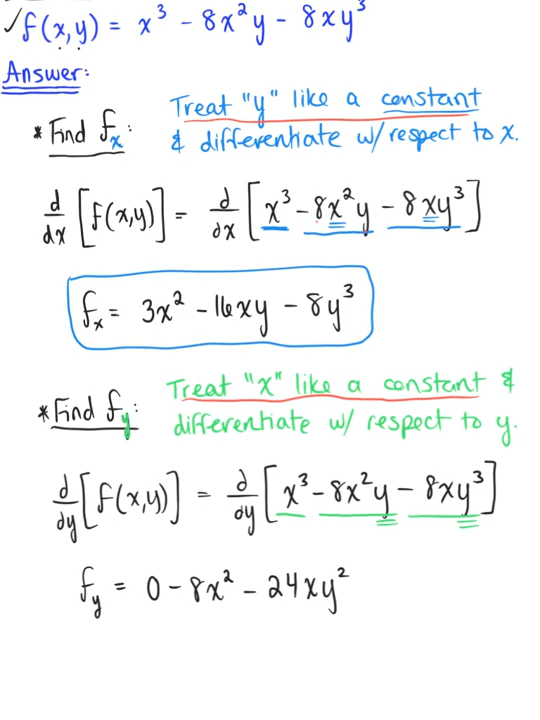 ✓ f(x,y) = x³ - 8x²y - 8xy³
Answer:
*Find fₓ: Treat "y" like a constant
& differentiate w/ respect to x.
d/dx [f(x,y)] = ∂/∂x [x³ - 8x²y - 8xy³]
fₓ = 3x² - 16xy - 8y³
*Find f_y: Treat "x" like a constant &
differentiate w/ respect to y.
∂/∂y [f(x,y)] = ∂/∂y [x³ - 8x²y - 8xy³]
f_y = 0 - 8x² - 24xy²